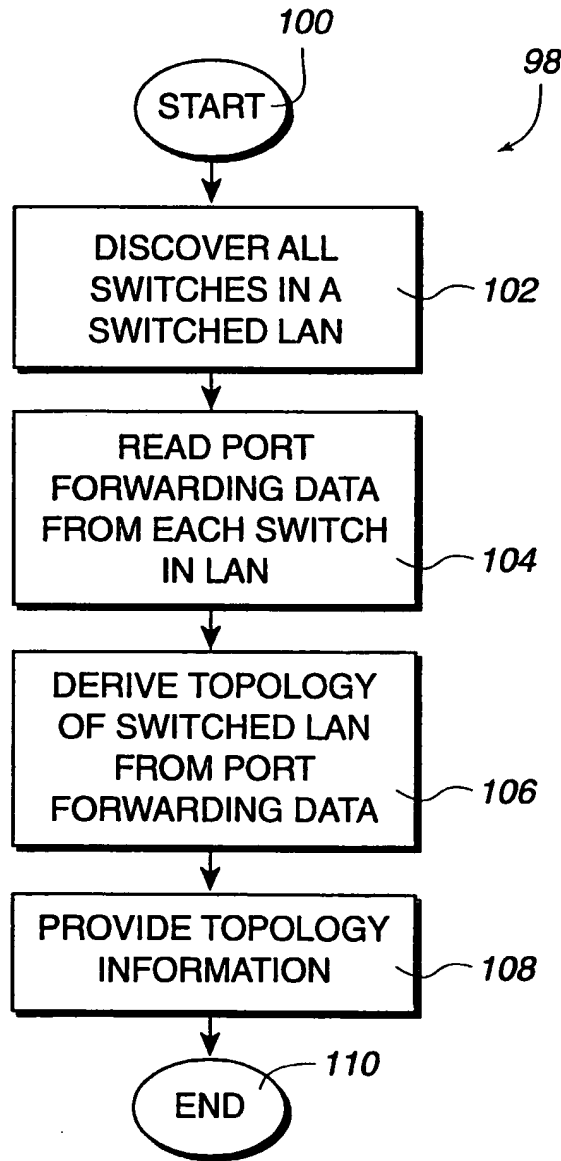 100
START
98
DISCOVER ALL
SWITCHES IN A
SWITCHED LAN
102
READ PORT
FORWARDING DATA
FROM EACH SWITCH
IN LAN
104
DERIVE TOPOLOGY
OF SWITCHED LAN
FROM PORT
FORWARDING DATA
106
PROVIDE TOPOLOGY
INFORMATION
108
110
END